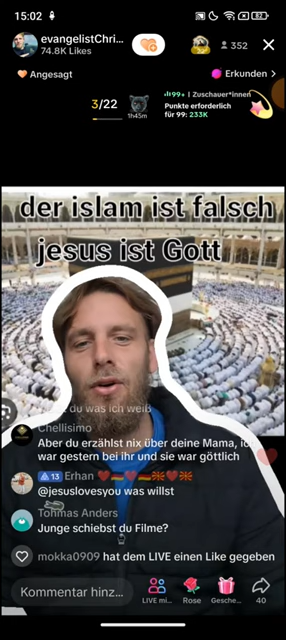 15:02
82
evangelistChri...
74.8K Likes
352
Angesagt
Erkunden >
3/22
1h45m
99+ | Zuschauer*innen
Punkte erforderlich
für 99: 233K
der islam ist falsch
jesus ist Gott
du was ich weiß
Chellisimo
Aber du erzählst nix über deine Mama, ich
war gestern bei ihr und sie war göttlich
13 Erhan
@jesuslovesyou was willst
Tohmas Anders
Junge schiebst du Filme?
mokka0909 hat dem LIVE einen Like gegeben
Kommentar hinz...
LIVE mi...
Rose
Gesche...
40